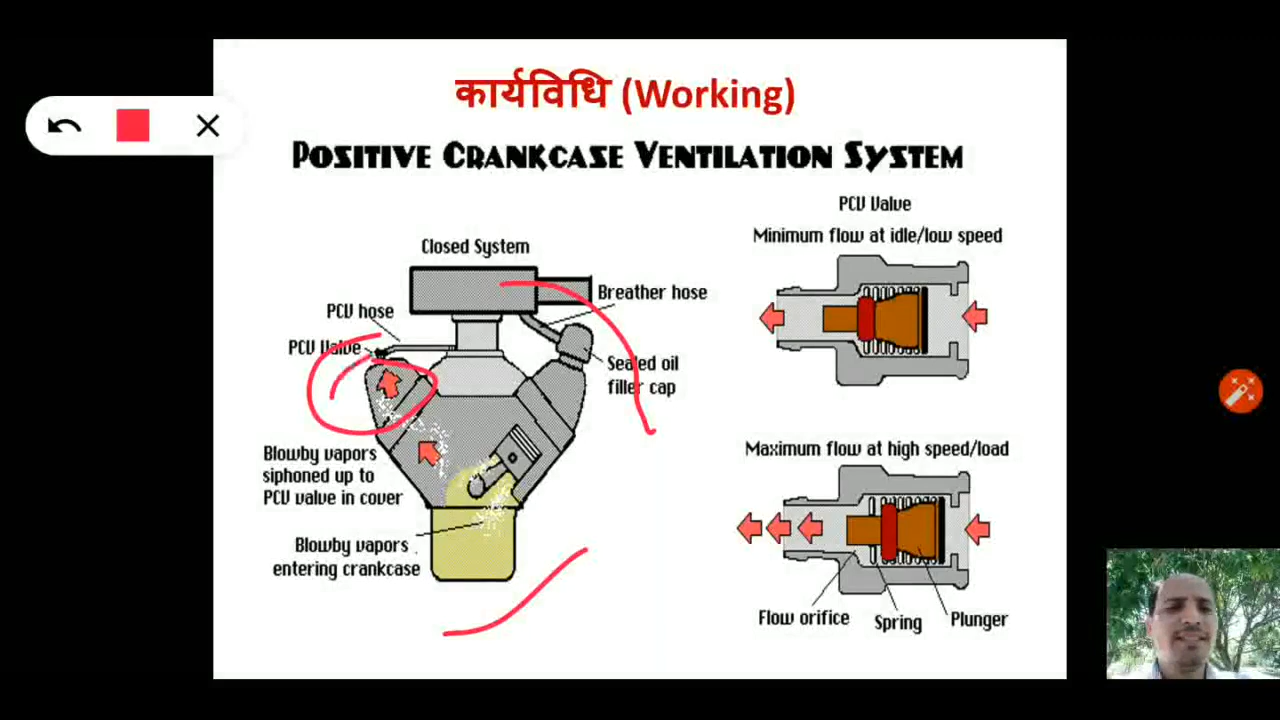 कार्यविधि (Working)
POSITIVE CRANKCASE VENTILATION SYSTEM
Closed System
PCV hose
PCV Valve
Breather hose
Sealed oil
filler cap
Blowby vapors
siphoned up to
PCV valve in cover
Blowby vapors
entering crankcase
PCV Valve
Minimum flow at idle/low speed
Maximum flow at high speed/load
Flow orifice
Spring
Plunger